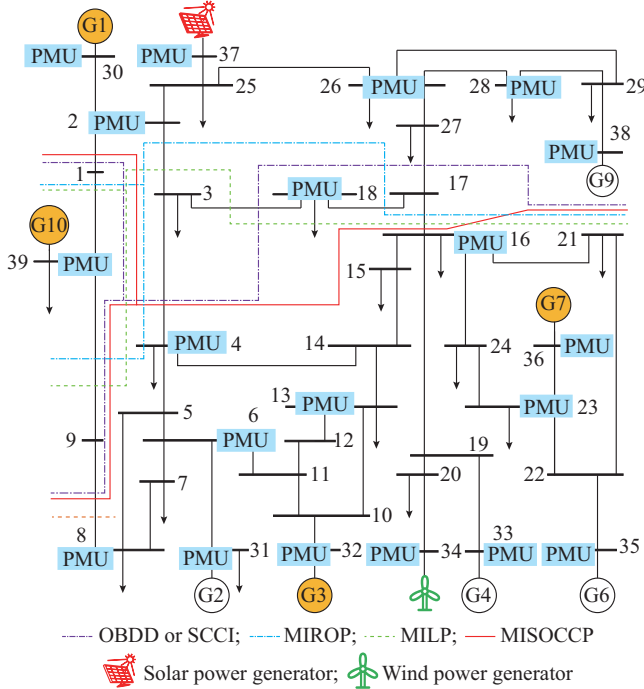 G1
PMU 30
PMU 37
25
26 PMU
28 PMU
29
2 PMU
27
38
PMU
G9
1
3
PMU 18
17
G10
39 PMU
16 PMU
21
15
G7
PMU 4
14
24
36 PMU
13 PMU
5
6
PMU
12
PMU 23
9
7
11
19
20
22
10
8
PMU
31
PMU
32
PMU
34
PMU
33
PMU
35
PMU
G2
G3
G4
G6
OBDD or SCCI; MIROP; MILP; MISOCCP
Solar power generator; Wind power generator